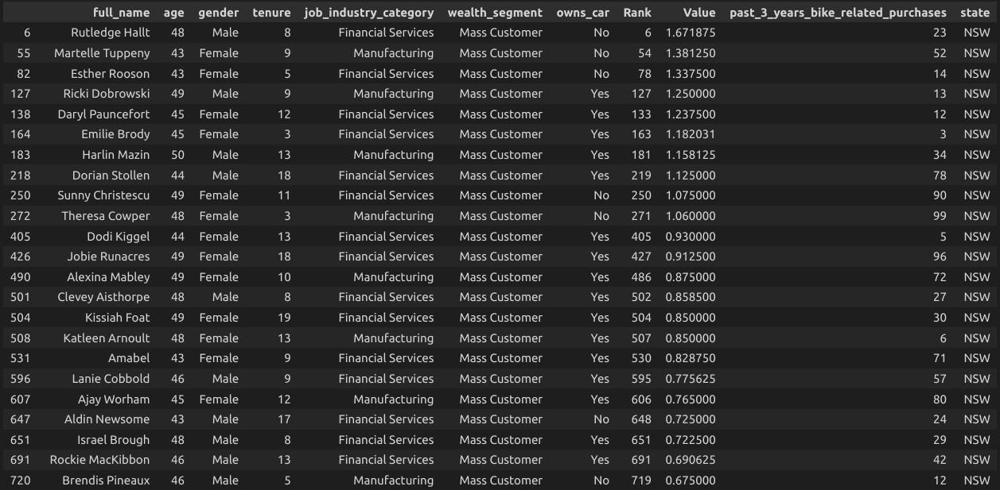 full_name age gender tenure job_industry_category wealth_segment owns_car Rank Value past_3_years_bike_related_purchases state
6 Rutledge Hallt 48 Male 8 Financial Services Mass Customer No 6 1.671875 23 NSW
55 Martelle Tuppeny 43 Female 9 Manufacturing Mass Customer No 54 1.381250 52 NSW
82 Esther Rooson 43 Female 5 Financial Services Mass Customer No 78 1.337500 14 NSW
127 Ricki Dobrowski 49 Male 9 Manufacturing Mass Customer Yes 127 1.250000 13 NSW
138 Daryl Pauncefort 45 Female 12 Financial Services Mass Customer Yes 133 1.237500 12 NSW
164 Emilie Brody 45 Female 3 Financial Services Mass Customer Yes 163 1.182031 3 NSW
183 Harlin Mazin 50 Male 13 Manufacturing Mass Customer Yes 181 1.158125 34 NSW
218 Dorian Stollen 44 Male 18 Financial Services Mass Customer Yes 219 1.125000 78 NSW
250 Sunny Christescu 49 Female 11 Financial Services Mass Customer No 250 1.075000 90 NSW
272 Theresa Cowper 48 Female 3 Manufacturing Mass Customer No 271 1.060000 99 NSW
405 Dodi Kiggel 44 Female 13 Financial Services Mass Customer Yes 405 0.930000 5 NSW
426 Jobie Runacres 49 Female 18 Financial Services Mass Customer Yes 427 0.912500 96 NSW
490 Alexina Mabley 49 Female 10 Manufacturing Mass Customer Yes 486 0.875000 72 NSW
501 Clevey Aisthorpe 48 Male 8 Financial Services Mass Customer Yes 502 0.858500 27 NSW
504 Kissiah Foat 49 Female 19 Financial Services Mass Customer Yes 504 0.850000 30 NSW
508 Katleen Arnoult 48 Female 13 Manufacturing Mass Customer Yes 507 0.850000 6 NSW
531 Amabel 43 Female 9 Financial Services Mass Customer Yes 530 0.828750 71 NSW
596 Lanie Cobbold 46 Male 9 Financial Services Mass Customer Yes 595 0.775625 57 NSW
607 Ajay Worham 45 Female 12 Manufacturing Mass Customer Yes 606 0.765000 80 NSW
647 Aldin Newsome 43 Male 17 Financial Services Mass Customer No 648 0.725000 24 NSW
651 Israel Brough 48 Male 8 Financial Services Mass Customer Yes 651 0.722500 29 NSW
691 Rockie MacKibbon 46 Male 13 Financial Services Mass Customer Yes 691 0.690625 42 NSW
720 Brendis Pineaux 46 Male 5 Manufacturing Mass Customer No 719 0.675000 12 NSW